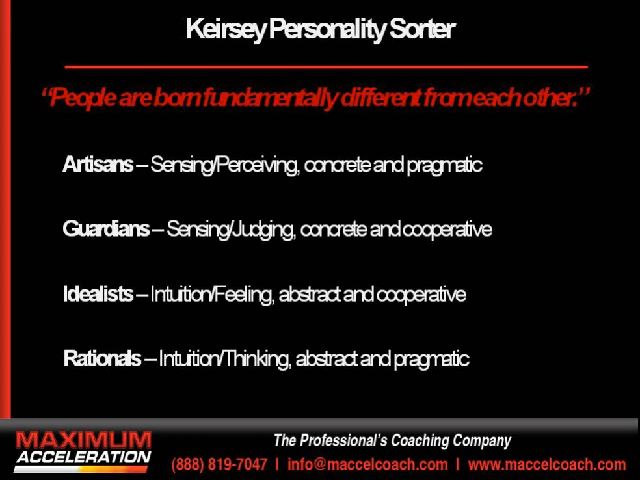 Keirsey Personality Sorter
“People are born fundamentally different from each other.”
Artisans – Sensing/Perceiving, concrete and pragmatic
Guardians – Sensing/Judging, concrete and cooperative
Idealists – Intuition/Feeling, abstract and cooperative
Rationals – Intuition/Thinking, abstract and pragmatic
MAXIMUM
ACCELERATION
The Professional's Coaching Company
(888) 819-7047 | info@maccelcoach.com | www.maccelcoach.com